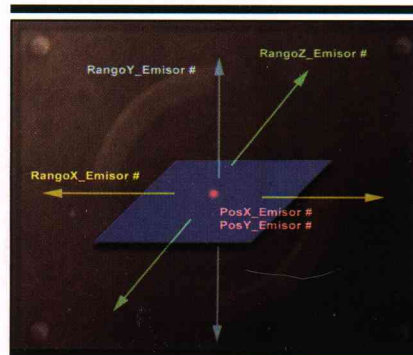 RangoY_Emisor #
RangoZ_Emisor #
RangoX_Emisor #
PosX_Emisor #
PosY_Emisor #